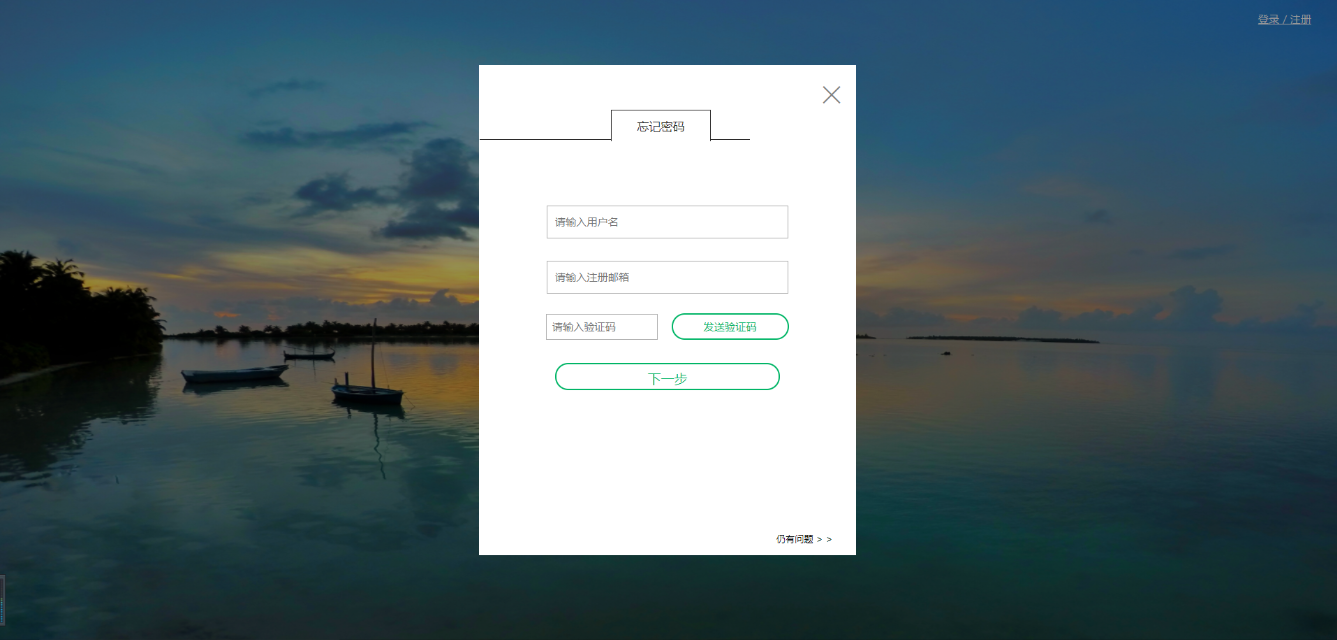 登录 / 注册
忘记密码
请输入用户名
请输入注册邮箱
请输入验证码 发送验证码
下一步
仍有问题 > >